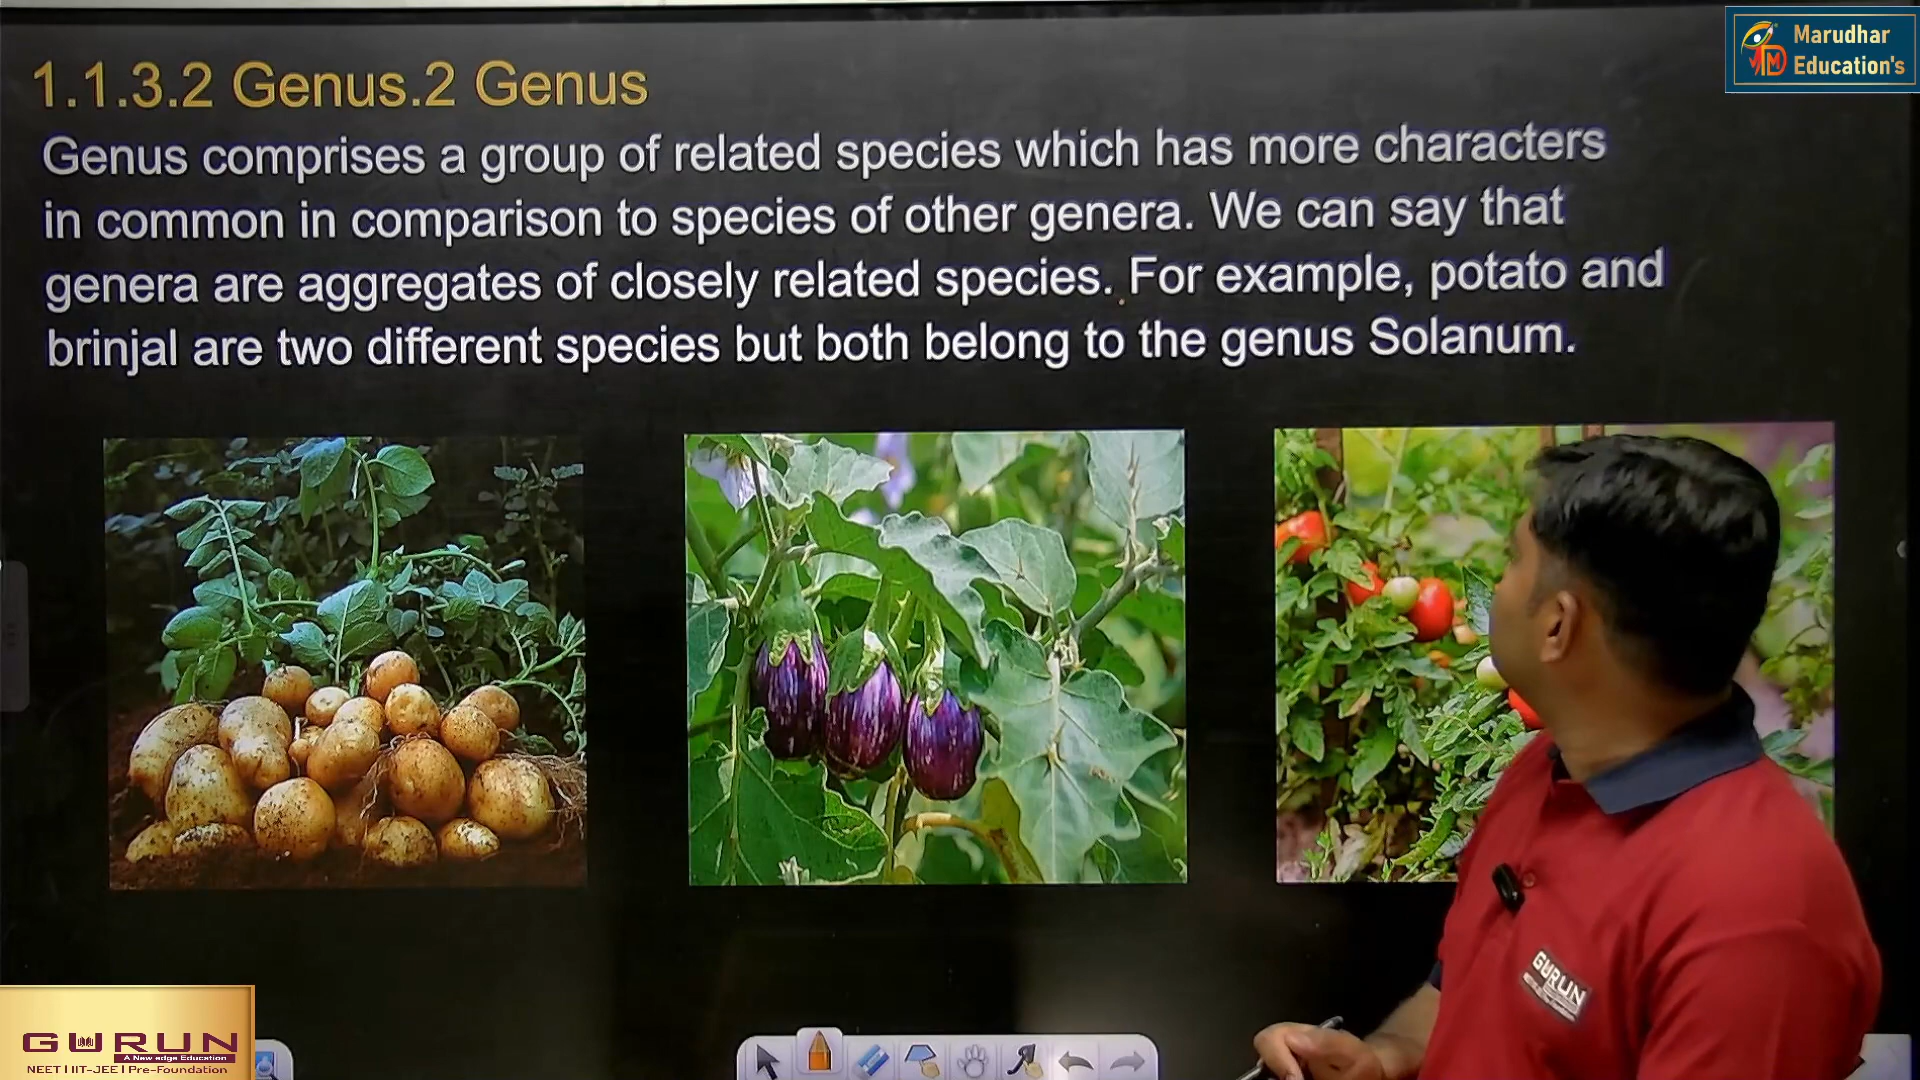 Marudhar
Education's
1.1.3.2 Genus.2 Genus
Genus comprises a group of related species which has more characters
in common in comparison to species of other genera. We can say that
genera are aggregates of closely related species. For example, potato and
brinjal are two different species but both belong to the genus Solanum.
GURUN
GURUN
A New edge Education
NEET | IIT-JEE | Pre-Foundation